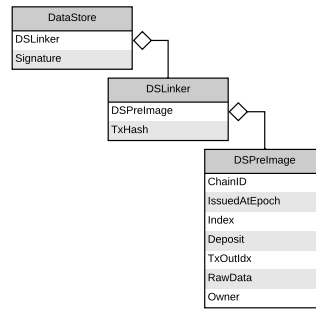 DataStore
DSLinker
Signature
DSLinker
DSPreImage
TxHash
DSPreImage
ChainID
IssuedAtEpoch
Index
Deposit
TxOutIdx
RawData
Owner